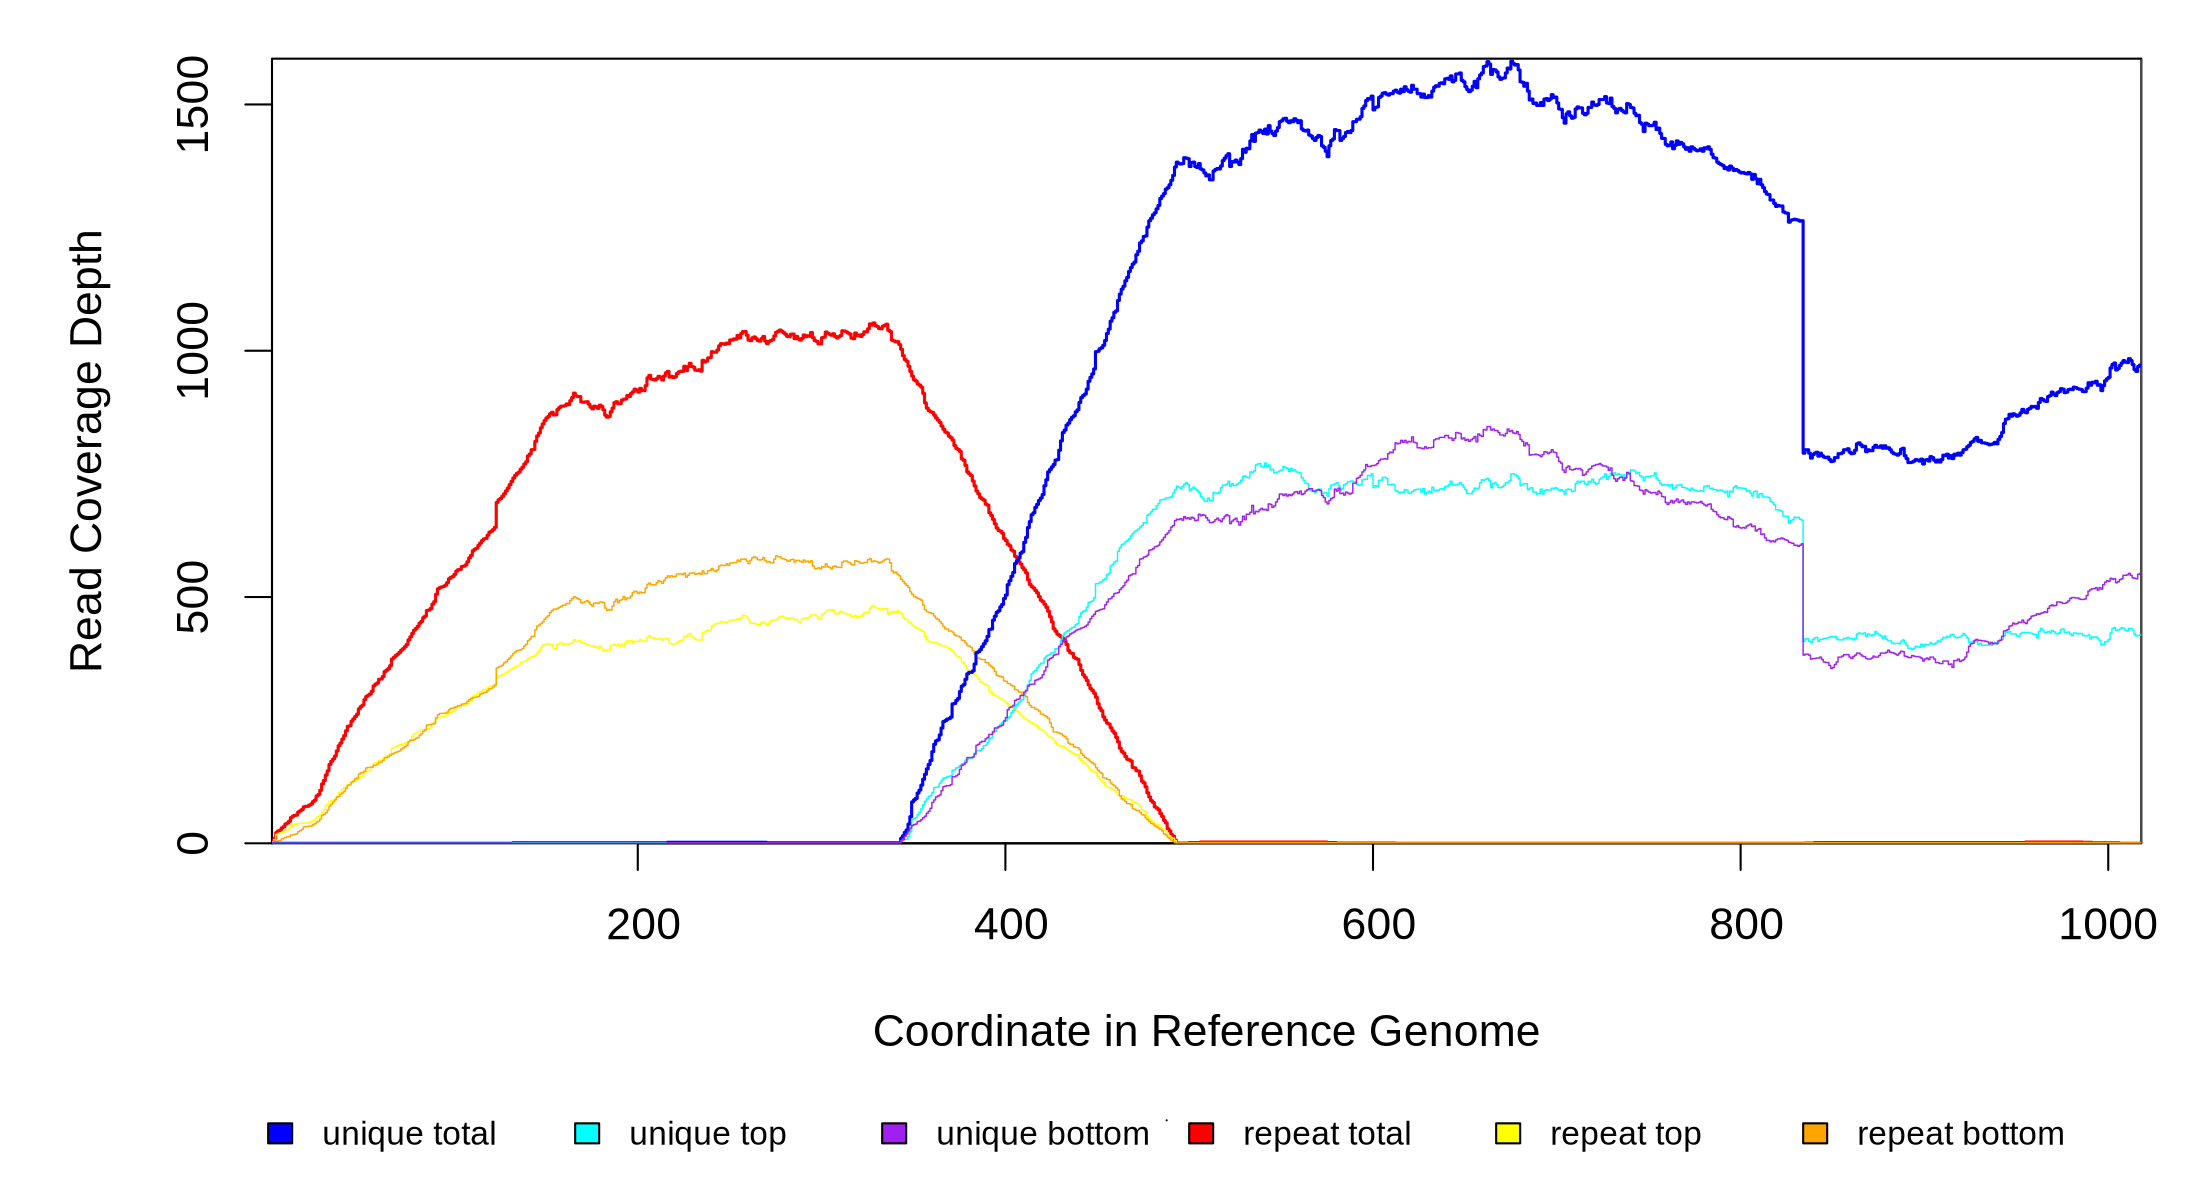 1500
1000
500
0
Read Coverage Depth
200 400 600 800 1000
Coordinate in Reference Genome
unique total unique top unique bottom repeat total repeat top repeat bottom